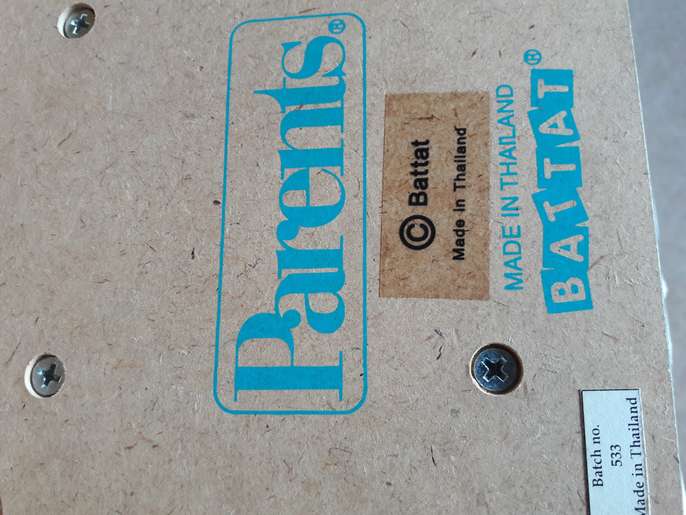 Parents®
© Battat
Made in Thailand
MADE IN THAILAND
BATTAT®
Batch no.
533
Made in Thailand